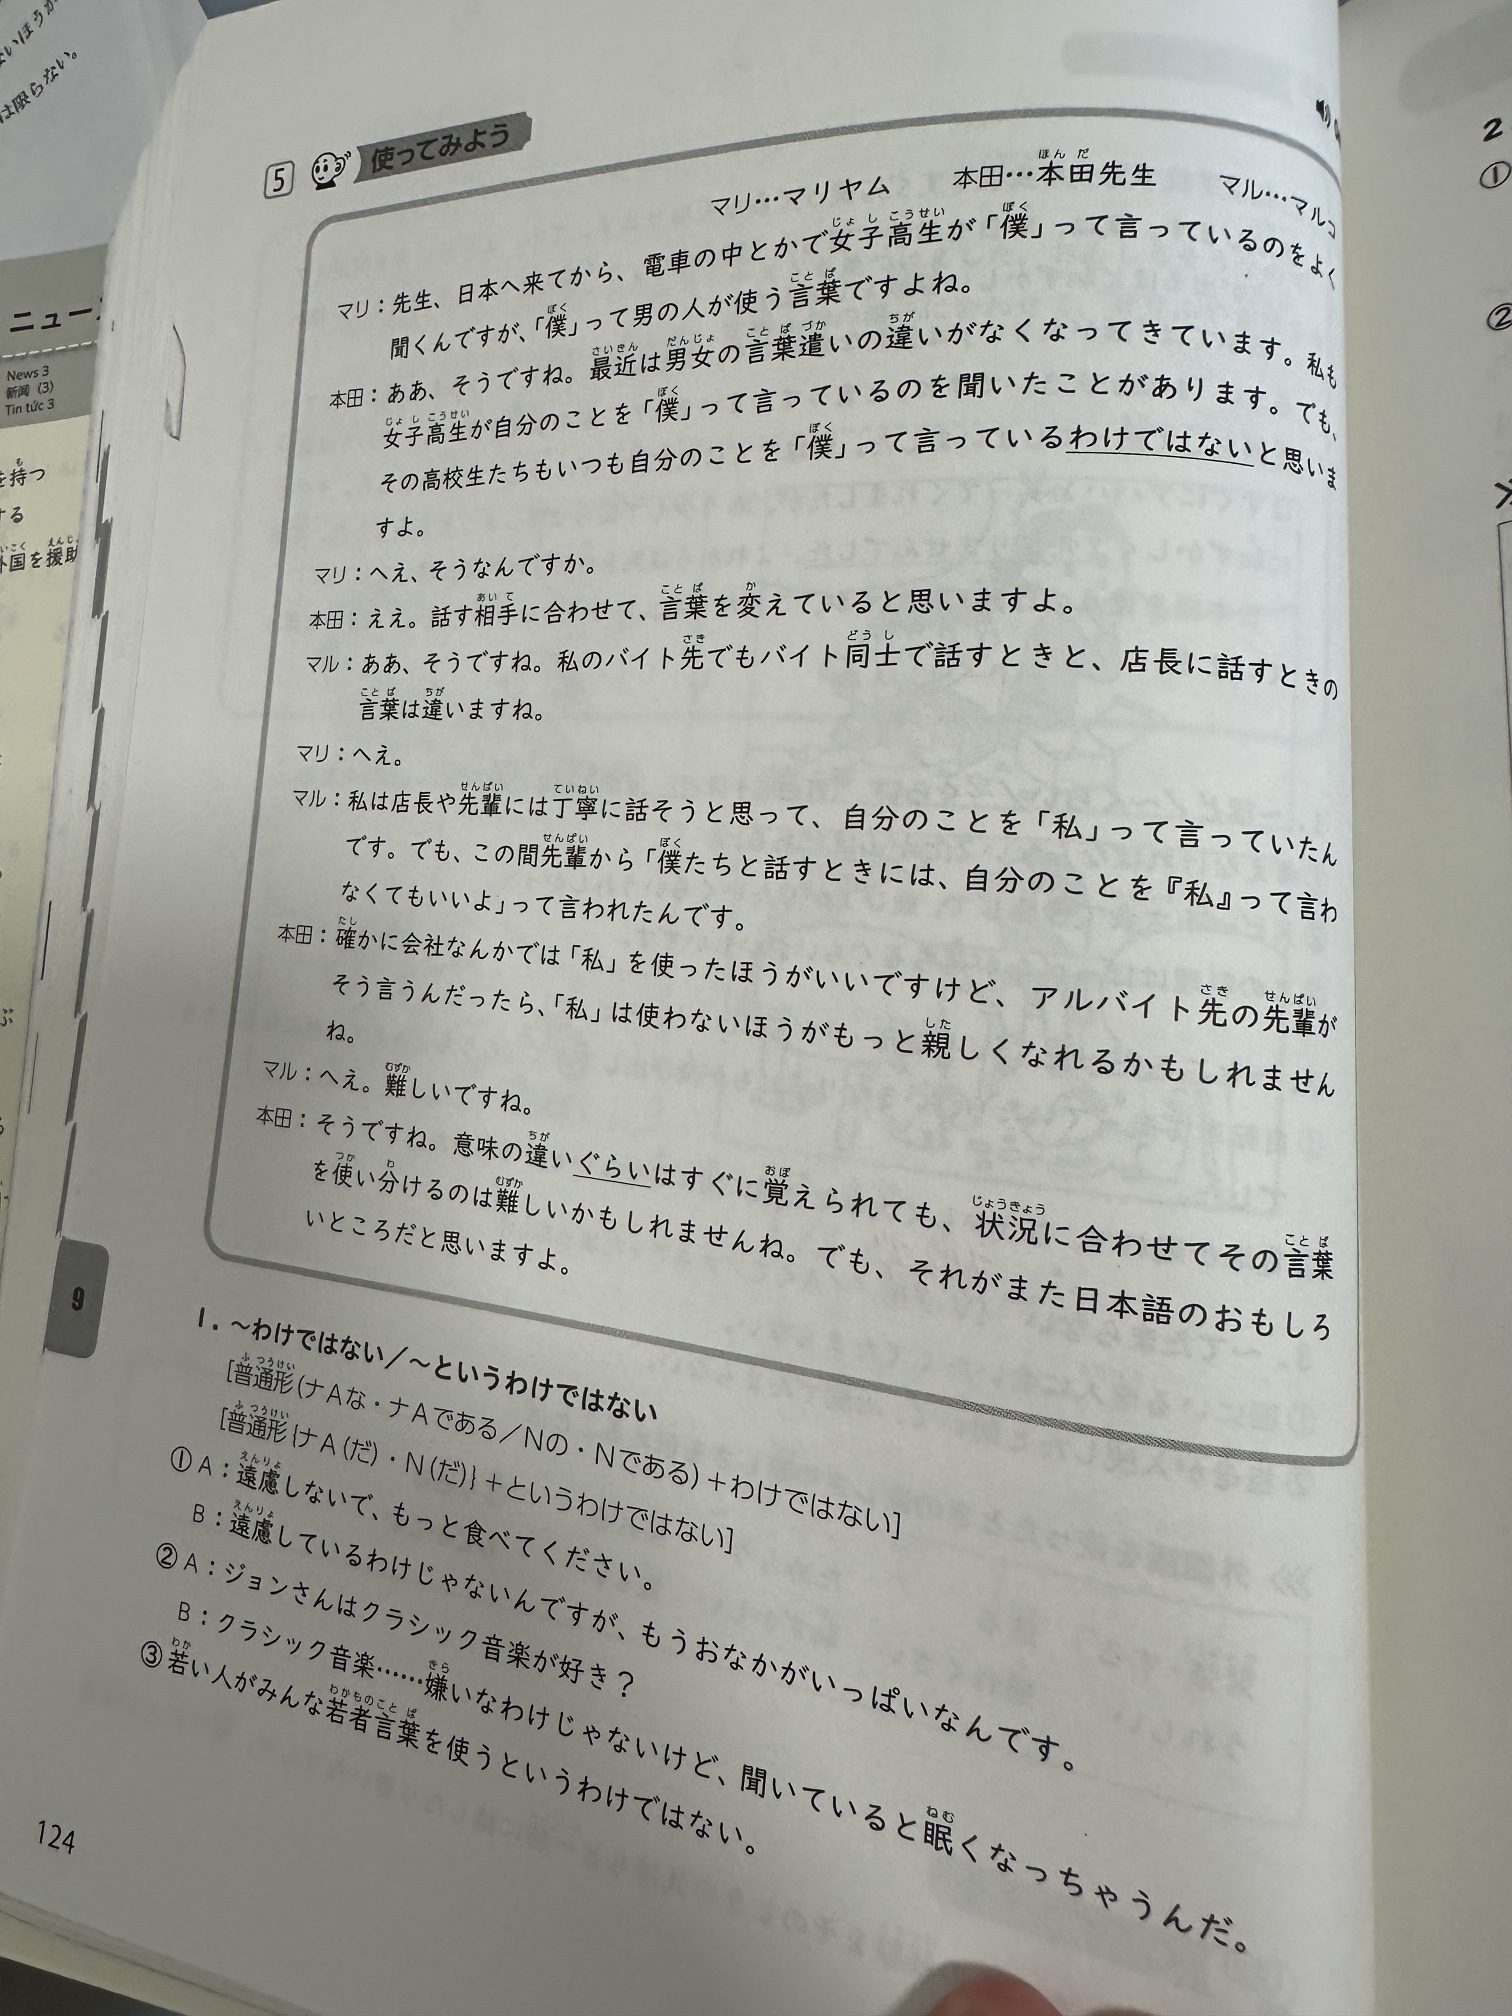 ないほうが
は限らない。
ニュー
News 3
新闻（3）
Tin tức 3
を持つ
する
国を援助
9
5 使ってみよう
マリ…マリヤム 本田…本田先生 マル…マルコ
マリ：先生、日本へ来てから、電車の中とかで女子高生が「僕」って言っているのをよく
聞くんですが、「僕」って男の人が使う言葉ですよね。
本田：ああ、そうですね。最近は男女の言葉遣いの違いがなくなってきています。私も
女子高生が自分のことを「僕」って言っているのを聞いたことがあります。でも、
その高校生たちもいつも自分のことを「僕」って言っているわけではないと思いま
すよ。
マリ：へえ、そうなんですか。
本田：ええ。話す相手に合わせて、言葉を変えていると思いますよ。
マル：ああ、そうですね。私のバイト先でもバイト同士で話すときと、店長に話すときの
言葉は違いますね。
マリ：へえ。
マル：私は店長や先輩には丁寧に話そうと思って、自分のことを「私」って言っていたん
です。でも、この間先輩から「僕たちと話すときには、自分のことを『私』って言わ
なくてもいいよ」って言われたんです。
本田：確かに会社なんかでは「私」を使ったほうがいいですけど、アルバイト先の先輩が
そう言うんだったら、「私」は使わないほうがもっと親しくなれるかもしれません
ね。
マル：へえ。難しいですね。
本田：そうですね。意味の違いぐらいはすぐに覚えられても、状況に合わせてその言葉
を使い分けるのは難しいかもしれませんね。でも、それがまた日本語のおもしろ
いところだと思いますよ。
1．～わけではない／～というわけではない
[普通形(ナAな・ナAである／Nの・Nである)＋わけではない]
[普通形{ナA(だ)・N(だ)}＋というわけではない]
①A：遠慮しないで、もっと食べてください。
B：遠慮しているわけじゃないんですが、もうおなかがいっぱいなんです。
②A：ジョンさんはクラシック音楽が好き？
B：クラシック音楽……嫌いなわけじゃないけど、聞いていると眠くなっちゃうんだ。
③若い人がみんな若者言葉を使うというわけではない。
124
2
①
②